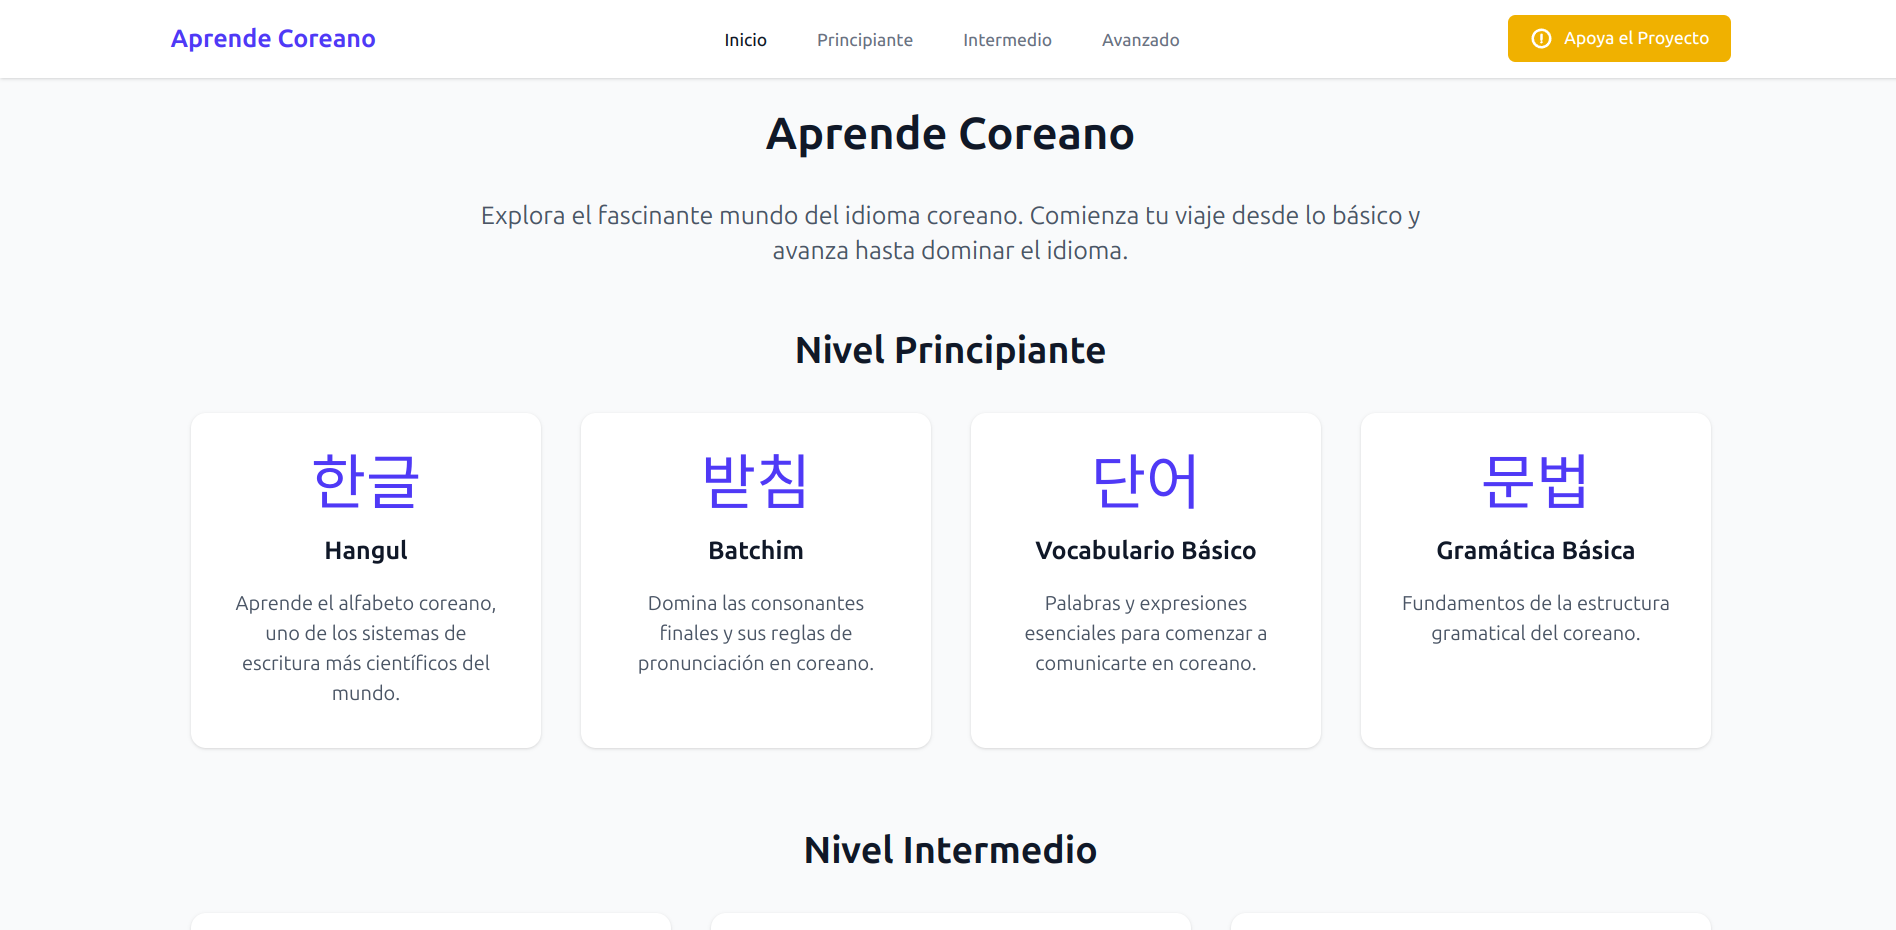 Aprende Coreano
Inicio
Principiante
Intermedio
Avanzado
Apoya el Proyecto
Aprende Coreano
Explora el fascinante mundo del idioma coreano. Comienza tu viaje desde lo básico y
avanza hasta dominar el idioma.
Nivel Principiante
한글
Hangul
Aprende el alfabeto coreano,
uno de los sistemas de
escritura más científicos del
mundo.
받침
Batchim
Domina las consonantes
finales y sus reglas de
pronunciación en coreano.
단어
Vocabulario Básico
Palabras y expresiones
esenciales para comenzar a
comunicarte en coreano.
문법
Gramática Básica
Fundamentos de la estructura
gramatical del coreano.
Nivel Intermedio